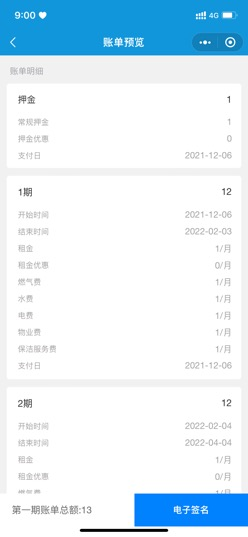 9:00
4G
账单预览
账单明细
押金 1
常规押金 1
押金优惠 0
支付日 2021-12-06
1期 12
开始时间 2021-12-06
结束时间 2022-02-03
租金 1/月
租金优惠 0/月
燃气费 1/月
水费 1/月
电费 1/月
物业费 1/月
保洁服务费 1/月
支付日 2021-12-06
2期 12
开始时间 2022-02-04
结束时间 2022-04-04
租金 1/月
租金优惠 0/月
燃气费 1/月
第一期账单总额:13 电子签名